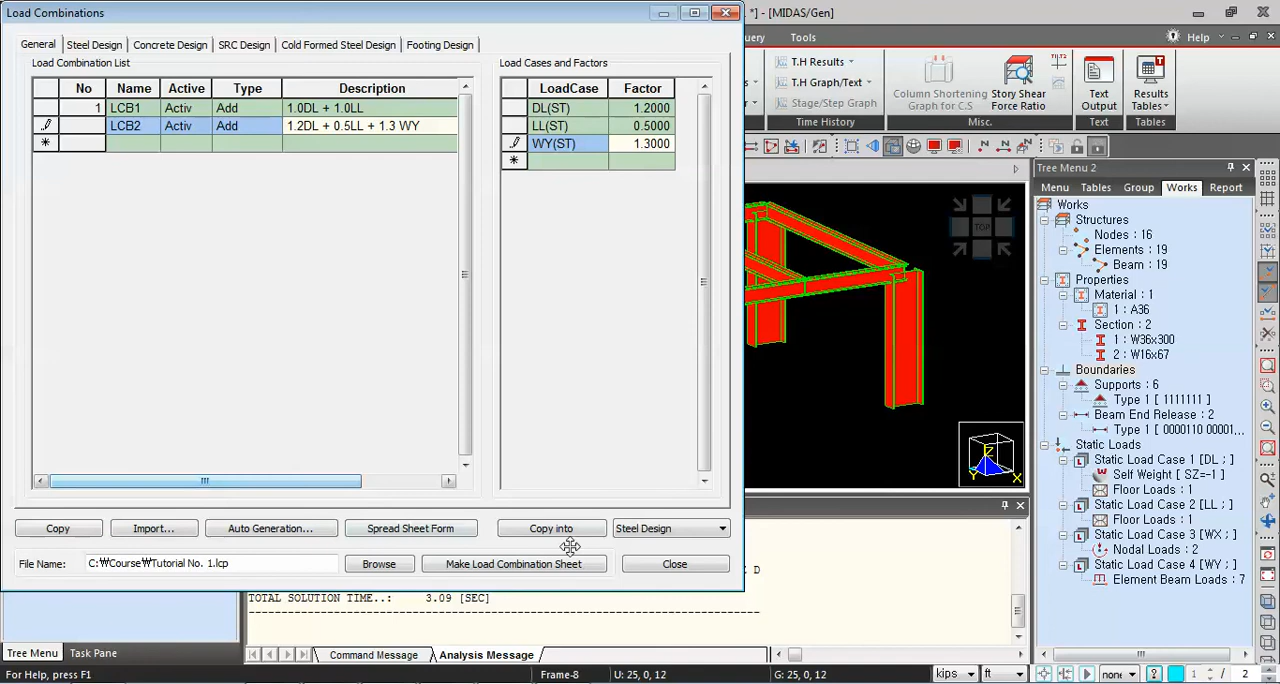 Load Combinations
*] - [MIDAS/Gen]
General
Steel Design
Concrete Design
SRC Design
Cold Formed Steel Design
Footing Design
Load Combination List
No Name Active Type Description
1 LCB1 Activ Add 1.0DL + 1.0LL
LCB2 Activ Add 1.2DL + 0.5LL + 1.3 WY
Load Cases and Factors
LoadCase Factor
DL(ST) 1.2000
LL(ST) 0.5000
WY(ST) 1.3000
Copy
Import...
Auto Generation...
Spread Sheet Form
Copy into
Steel Design
File Name:
C:₩Course₩Tutorial No. 1.lcp
Browse
Make Load Combination Sheet
Close
Tools
Help
T.H Results
T.H Graph/Text
Stage/Step Graph
Time History
Column Shortening
Graph for C.S
Story Shear
Force Ratio
Misc.
Text
Output
Text
Results
Tables
Tables
TOP
Z
Y
X
Tree Menu 2
Menu
Tables
Group
Works
Report
Works
Structures
Nodes : 16
Elements : 19
Beam : 19
Properties
Material : 1
1 : A36
Section : 2
1 : W36x300
2 : W16x67
Boundaries
Supports : 6
Type 1 [ 1111111 ]
Beam End Release : 2
Type 1 [ 0000110 00001...
Static Loads
Static Load Case 1 [DL ; ]
Self Weight [ SZ=-1 ]
Floor Loads : 1
Static Load Case 2 [LL ; ]
Floor Loads : 1
Static Load Case 3 [WX ; ]
Nodal Loads : 2
Static Load Case 4 [WY ; ]
Element Beam Loads : 7
D
TOTAL SOLUTION TIME..: 3.09 [SEC]
Tree Menu
Task Pane
Command Message
Analysis Message
For Help, press F1
Frame-8
U: 25, 0, 12
G: 25, 0, 12
kips
ft
none
1 / 2